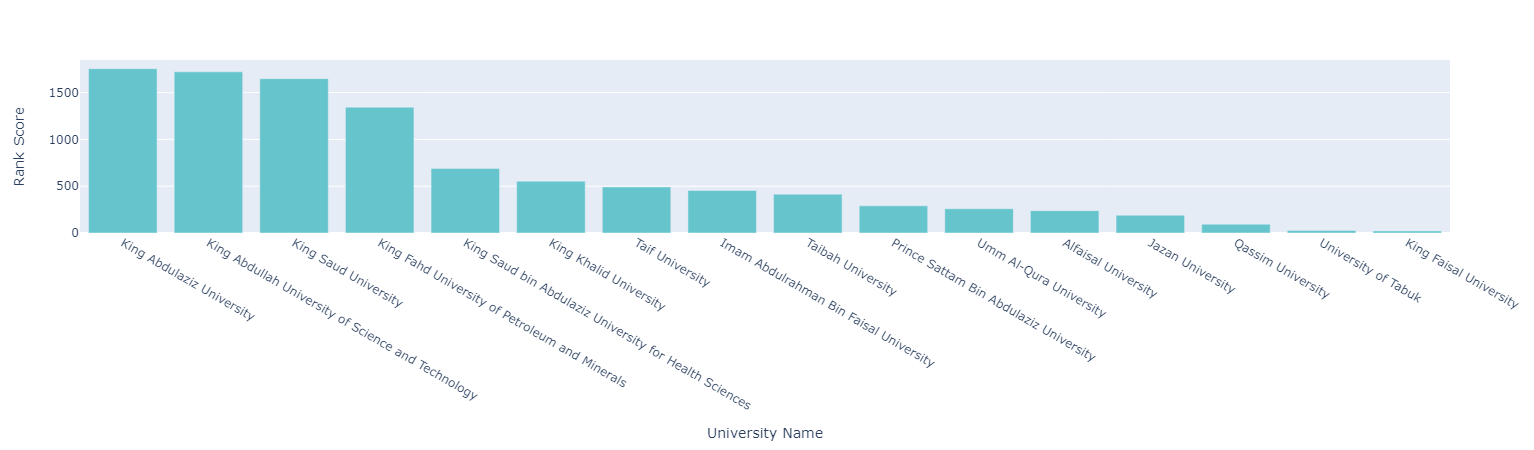 Rank Score
1500
1000
500
0
King Abdulaziz University
King Abdullah University of Science and Technology
King Saud University
King Fahd University of Petroleum and Minerals
King Saud bin Abdulaziz University for Health Sciences
King Khalid University
Taif University
Imam Abdulrahman Bin Faisal University
Taibah University
Prince Sattam Bin Abdulaziz University
Umm Al-Qura University
Alfaisal University
Jazan University
Qassim University
University of Tabuk
King Faisal University
University Name